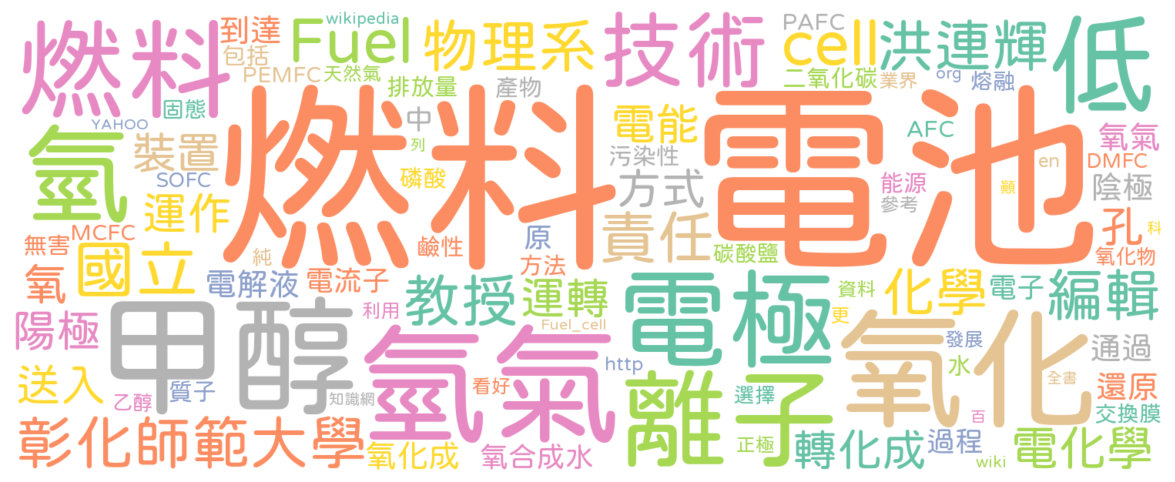 燃料
到達
wikipedia
Fuel
物理系
技術
PAFC
cell
洪連輝
低
包括
PEMFC
天然氣
排放量
產物
二氧化碳
業界
org
熔融
固態
YAHOO
燃料電池
中
列
電能
AFC
氧氣
氫
裝置
SOFC
磷酸
污染性
方式
能源
參考
顯
en
DMFC
陰極
運作
MCFC
無害
純
鹼性
原
方法
責任
碳酸鹽
孔
科
氧化物
氧
國立
電解液
電流子
教授
運轉
電極
資料
化學
電子
編輯
陽極
甲醇
利用
Fuel_cell
更
氧化
發展
通過
氫氣
http
水
送入
乙醇
質子
知識網
看好
離子
選擇
全書
還原
百
交換膜
彰化師範大學
氧化成
氧合成水
正極
轉化成
過程
wiki
電化學